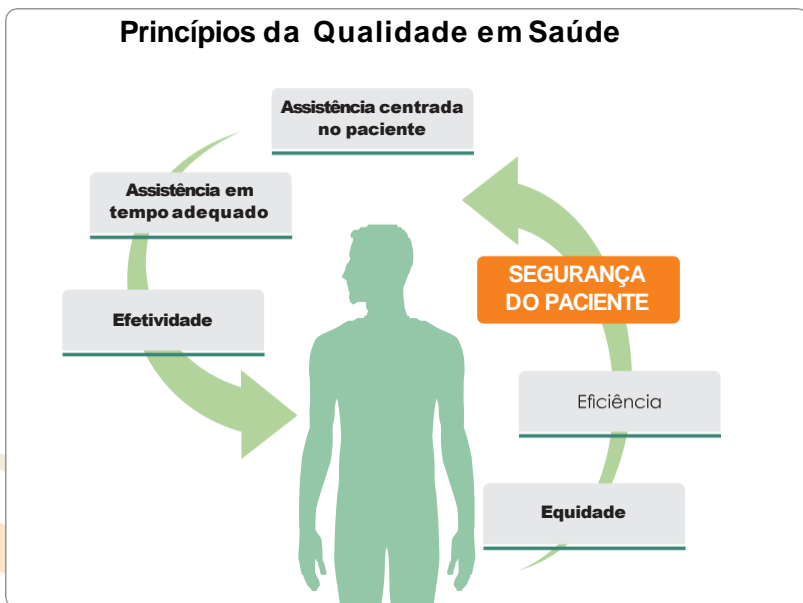 Princípios da Qualidade em Saúde
Assistência centrada
no paciente
Assistência em
tempo adequado
SEGURANÇA
DO PACIENTE
Efetividade
Eficiência
Equidade